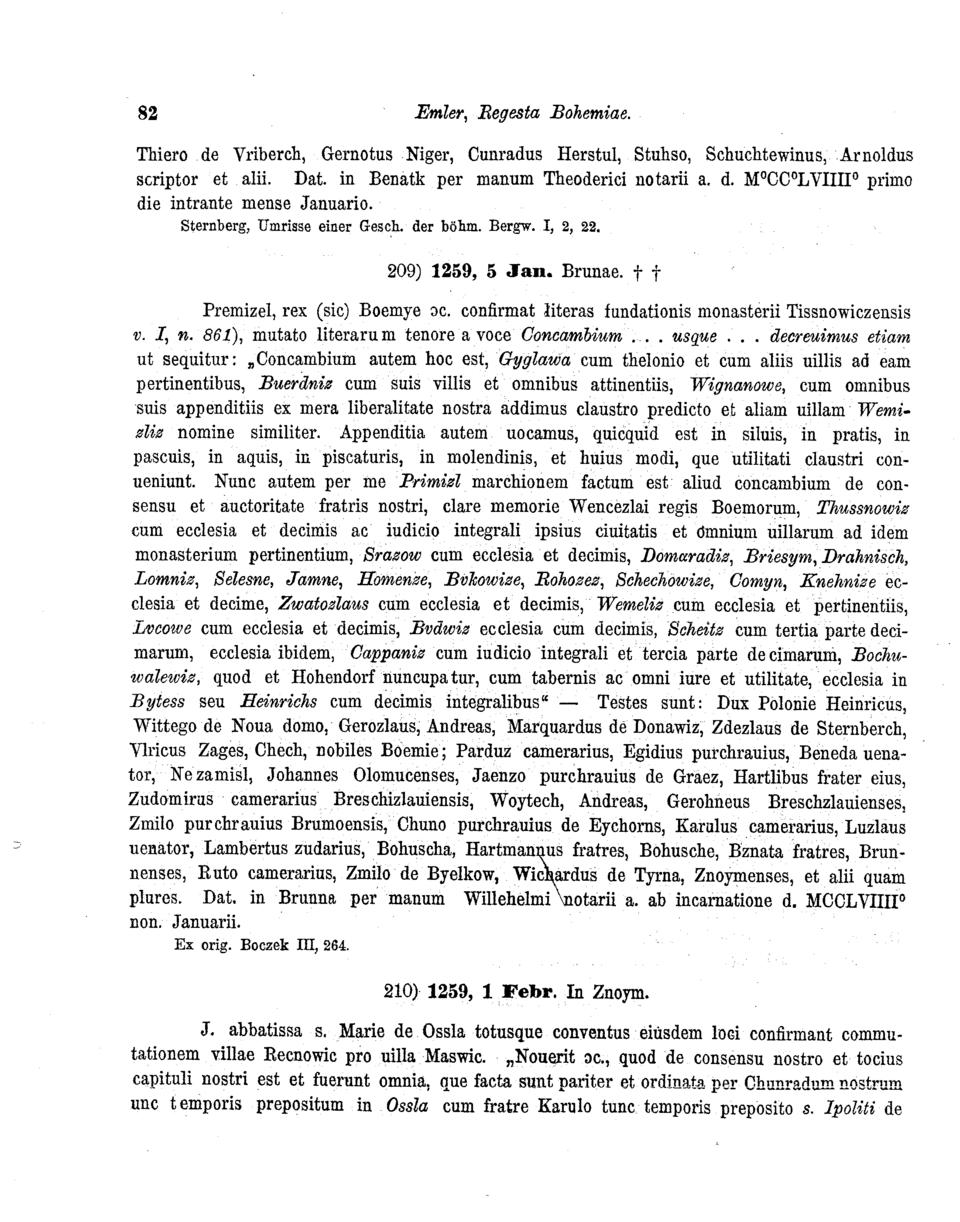 82 Emler, Regesta Bohemiae.
Thiero de Vriberch, Gernotus Niger, Cunradus Herstul, Stuhso, Schuchtewinus, Arnoldus
scriptor et alii. Dat. in Benatk per manum Theoderici notarii a. d. M⁰CC⁰LVIIII⁰ primo
die intrante mense Januario.
Sternberg, Umrisse einer Gesch. der böhm. Bergw. I, 2, 22.
209) 1259, 5 Jan. Brunae. † †
Premizel, rex (sic) Boemye ɔc. confirmat literas fundationis monasterii Tissnowiczensis
v. I, n. 861), mutato literarum tenore a voce Concambium . . . usque . . . decreuimus etiam
ut sequitur: „Concambium autem hoc est, Gyglawa cum thelonio et cum aliis uillis ad eam
pertinentibus, Buerdniz cum suis villis et omnibus attinentiis, Wignanowe, cum omnibus
suis appenditiis ex mera liberalitate nostra addimus claustro predicto et aliam uillam Wemi-
zliz nomine similiter. Appenditia autem uocamus, quicquid est in siluis, in pratis, in
pascuis, in aquis, in piscaturis, in molendinis, et huius modi, que utilitati claustri con-
ueniunt. Nunc autem per me Primizl marchionem factum est aliud concambium de con-
sensu et auctoritate fratris nostri, clare memorie Wencezlai regis Boemorum, Thussnowiz
cum ecclesia et decimis ac iudicio integrali ipsius ciuitatis et omnium uillarum ad idem
monasterium pertinentium, Srazow cum ecclesia et decimis, Domaradiz, Briesym, Drahnisch,
Lomniz, Selesne, Jamne, Homenze, Bvkowize, Rohozez, Schechowize, Comyn, Knehnize ec-
clesia et decime, Zwatozlaus cum ecclesia et decimis, Wemeliz cum ecclesia et pertinentiis,
Lvcowe cum ecclesia et decimis, Bvdwiz ecclesia cum decimis, Scheitz cum tertia parte deci-
marum, ecclesia ibidem, Cappaniz cum iudicio integrali et tercia parte decimarum, Bochu-
walewiz, quod et Hohendorf nuncupatur, cum tabernis ac omni iure et utilitate, ecclesia in
Bytess seu Heinrichs cum decimis integralibus“ — Testes sunt: Dux Polonie Heinricus,
Wittego de Noua domo, Gerozlaus, Andreas, Marquardus de Donawiz, Zdezlaus de Sternberch,
Vlricus Zages, Chech, nobiles Boemie; Parduz camerarius, Egidius purchrauius, Beneda uena-
tor, Nezamisl, Johannes Olomucenses, Jaenzo purchrauius de Graez, Hartlibus frater eius,
Zudomirus camerarius Breschizlauiensis, Woytech, Andreas, Gerohneus Breschzlauienses,
Zmilo purchrauius Brumoensis, Chuno purchrauius de Eychorns, Karulus camerarius, Luzlaus
uenator, Lambertus zudarius, Bohuscha, Hartmannus fratres, Bohusche, Bznata fratres, Brun-
nenses, Ruto camerarius, Zmilo de Byelkow, Wichardus de Tyrna, Znoymenses, et alii quam
plures. Dat. in Brunna per manum Willehelmi notarii a. ab incarnatione d. MCCLVIIII⁰
non. Januarii.
Ex orig. Boczek III, 264.
210) 1259, 1 Febr. In Znoym.
J. abbatissa s. Marie de Ossla totusque conventus eiusdem loci confirmant commu-
tationem villae Recnowic pro uilla Maswic. „Nouerit ɔc., quod de consensu nostro et tocius
capituli nostri est et fuerunt omnia, que facta sunt pariter et ordinata per Chunradum nostrum
unc temporis prepositum in Ossla cum fratre Karulo tunc temporis preposito s. Ipoliti de